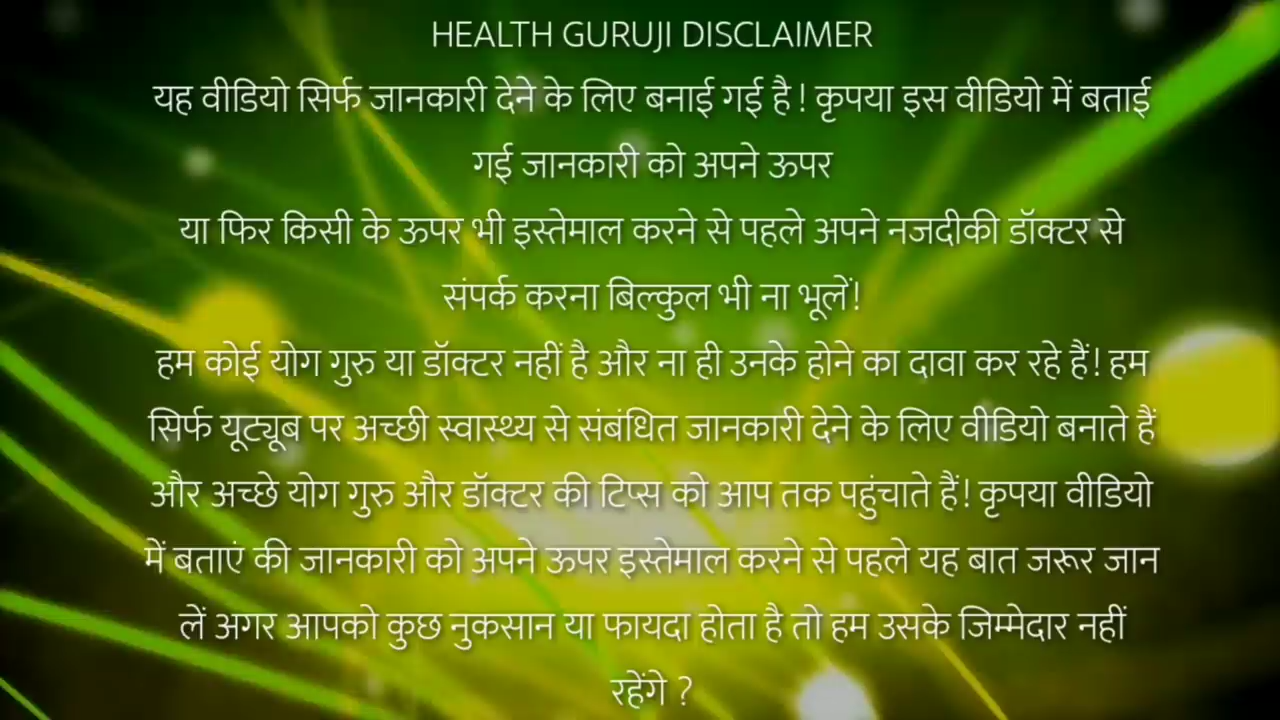 HEALTH GURUJI DISCLAIMER
यह वीडियो सिर्फ जानकारी देने के लिए बनाई गई है! कृपया इस वीडियो में बताई
गई जानकारी को अपने ऊपर
या फिर किसी के ऊपर भी इस्तेमाल करने से पहले अपने नजदीकी डॉक्टर से
संपर्क करना बिल्कुल भी ना भूलें!
हम कोई योग गुरु या डॉक्टर नहीं है और ना ही उनके होने का दावा कर रहे हैं! हम
सिर्फ यूट्यूब पर अच्छी स्वास्थ्य से संबंधित जानकारी देने के लिए वीडियो बनाते हैं
और अच्छे योग गुरु और डॉक्टर की टिप्स को आप तक पहुंचाते हैं! कृपया वीडियो
में बताएं की जानकारी को अपने ऊपर इस्तेमाल करने से पहले यह बात जरूर जान
लें अगर आपको कुछ नुकसान या फायदा होता है तो हम उसके जिम्मेदार नहीं
रहेंगे ?